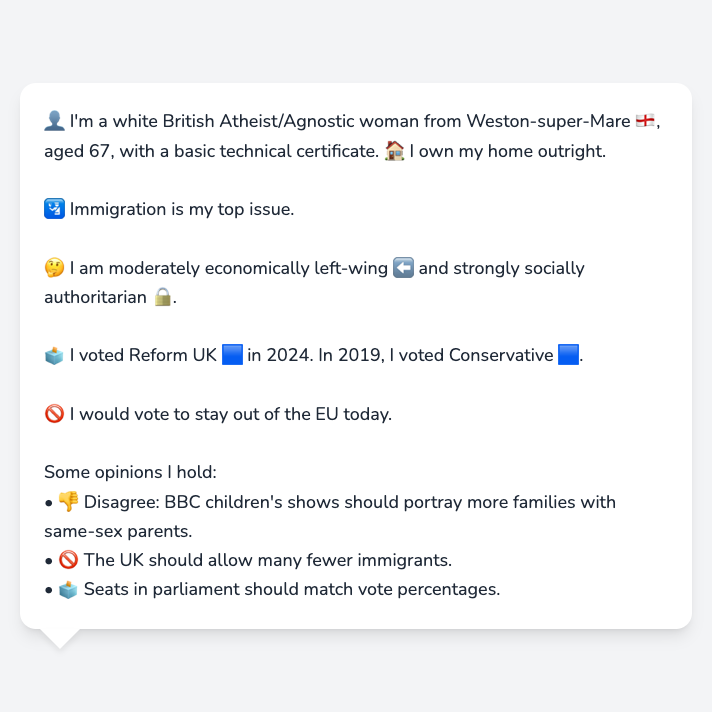 👤 I'm a white British Atheist/Agnostic woman from Weston-super-Mare 🏴󠁧󠁢󠁥󠁮󠁧󠁿,
aged 67, with a basic technical certificate. 🏠 I own my home outright.
🛂 Immigration is my top issue.
🤔 I am moderately economically left-wing ⬅️ and strongly socially
authoritarian 🔒.
🗳️ I voted Reform UK 🟦 in 2024. In 2019, I voted Conservative 🟦.
🚫 I would vote to stay out of the EU today.
Some opinions I hold:
• 👎 Disagree: BBC children's shows should portray more families with
same-sex parents.
• 🚫 The UK should allow many fewer immigrants.
• 🗳️ Seats in parliament should match vote percentages.